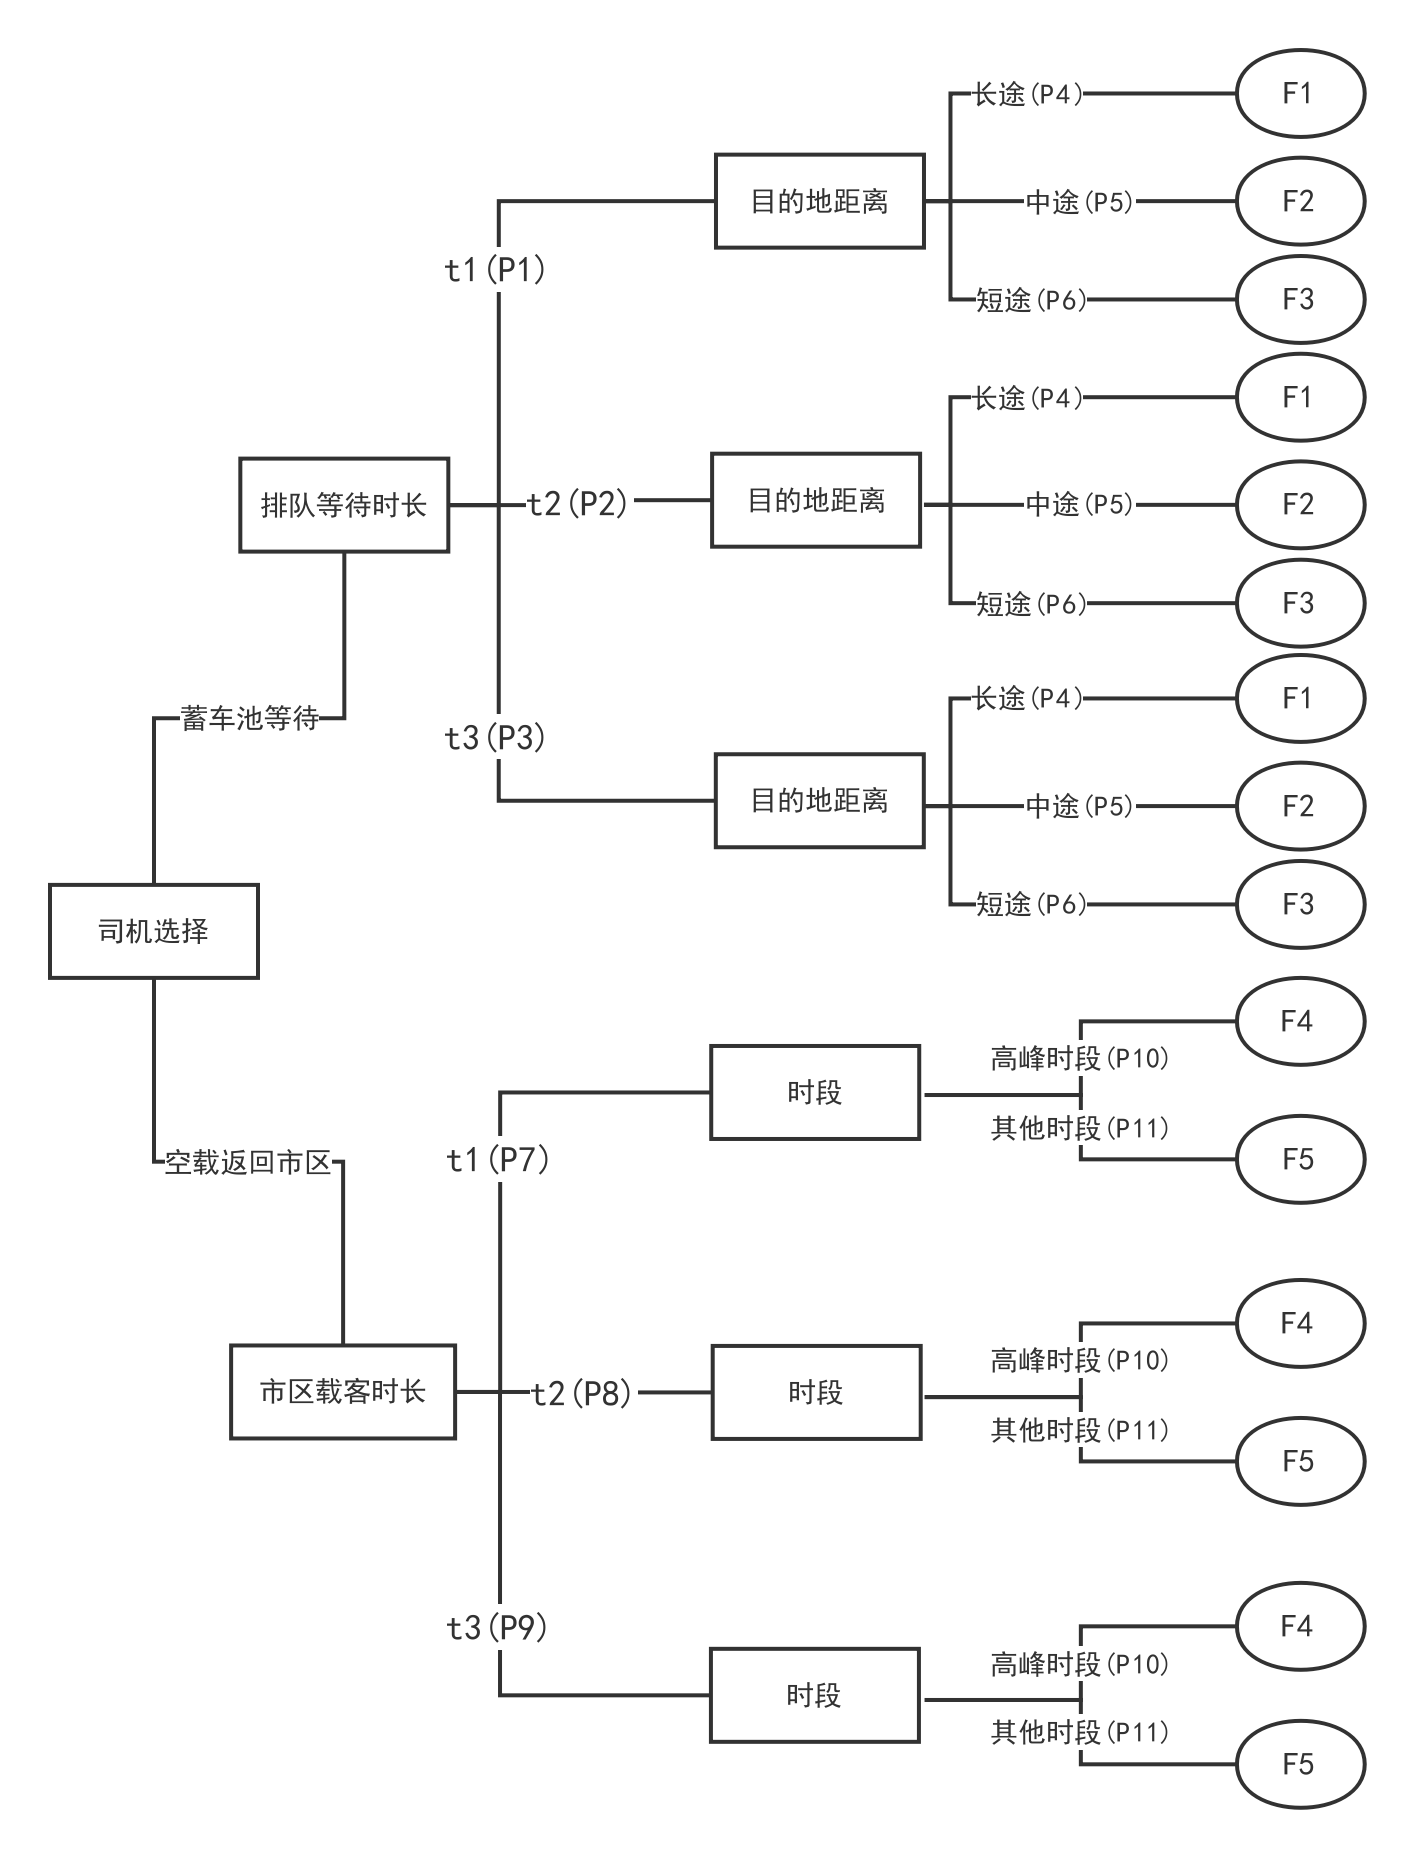 长途(P4)
F1
目的地距离
中途(P5)
F2
t1(P1)
短途(P6)
F3
长途(P4)
F1
排队等待时长
t2(P2)
目的地距离
中途(P5)
F2
短途(P6)
F3
长途(P4)
F1
蓄车池等待
t3(P3)
目的地距离
中途(P5)
F2
短途(P6)
F3
司机选择
F4
高峰时段(P10)
时段
其他时段(P11)
F5
t1(P7)
空载返回市区
F4
高峰时段(P10)
市区载客时长
t2(P8)
时段
其他时段(P11)
F5
F4
t3(P9)
高峰时段(P10)
时段
其他时段(P11)
F5